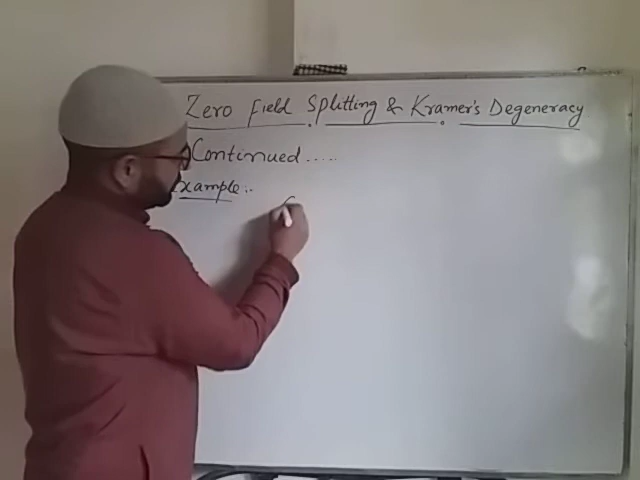 Zero Field Splitting & Kramer's Degeneracy
Continued .....
Example:-